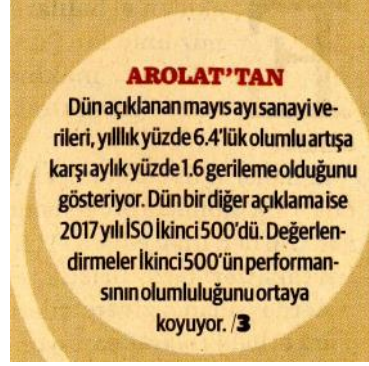 AROLAT'TAN
Dün açıklanan mayıs ayı sanayi ve-
rileri, yılllık yüzde 6.4'lük olumlu artışa
karşı aylık yüzde 1.6 gerileme olduğunu
gösteriyor. Dün bir diğer açıklama ise
2017 yılı İSO İkinci 500'dü. Değerlen-
dirmeler İkinci 500'ün performan-
sının olumluluğunu ortaya
koyuyor. /3